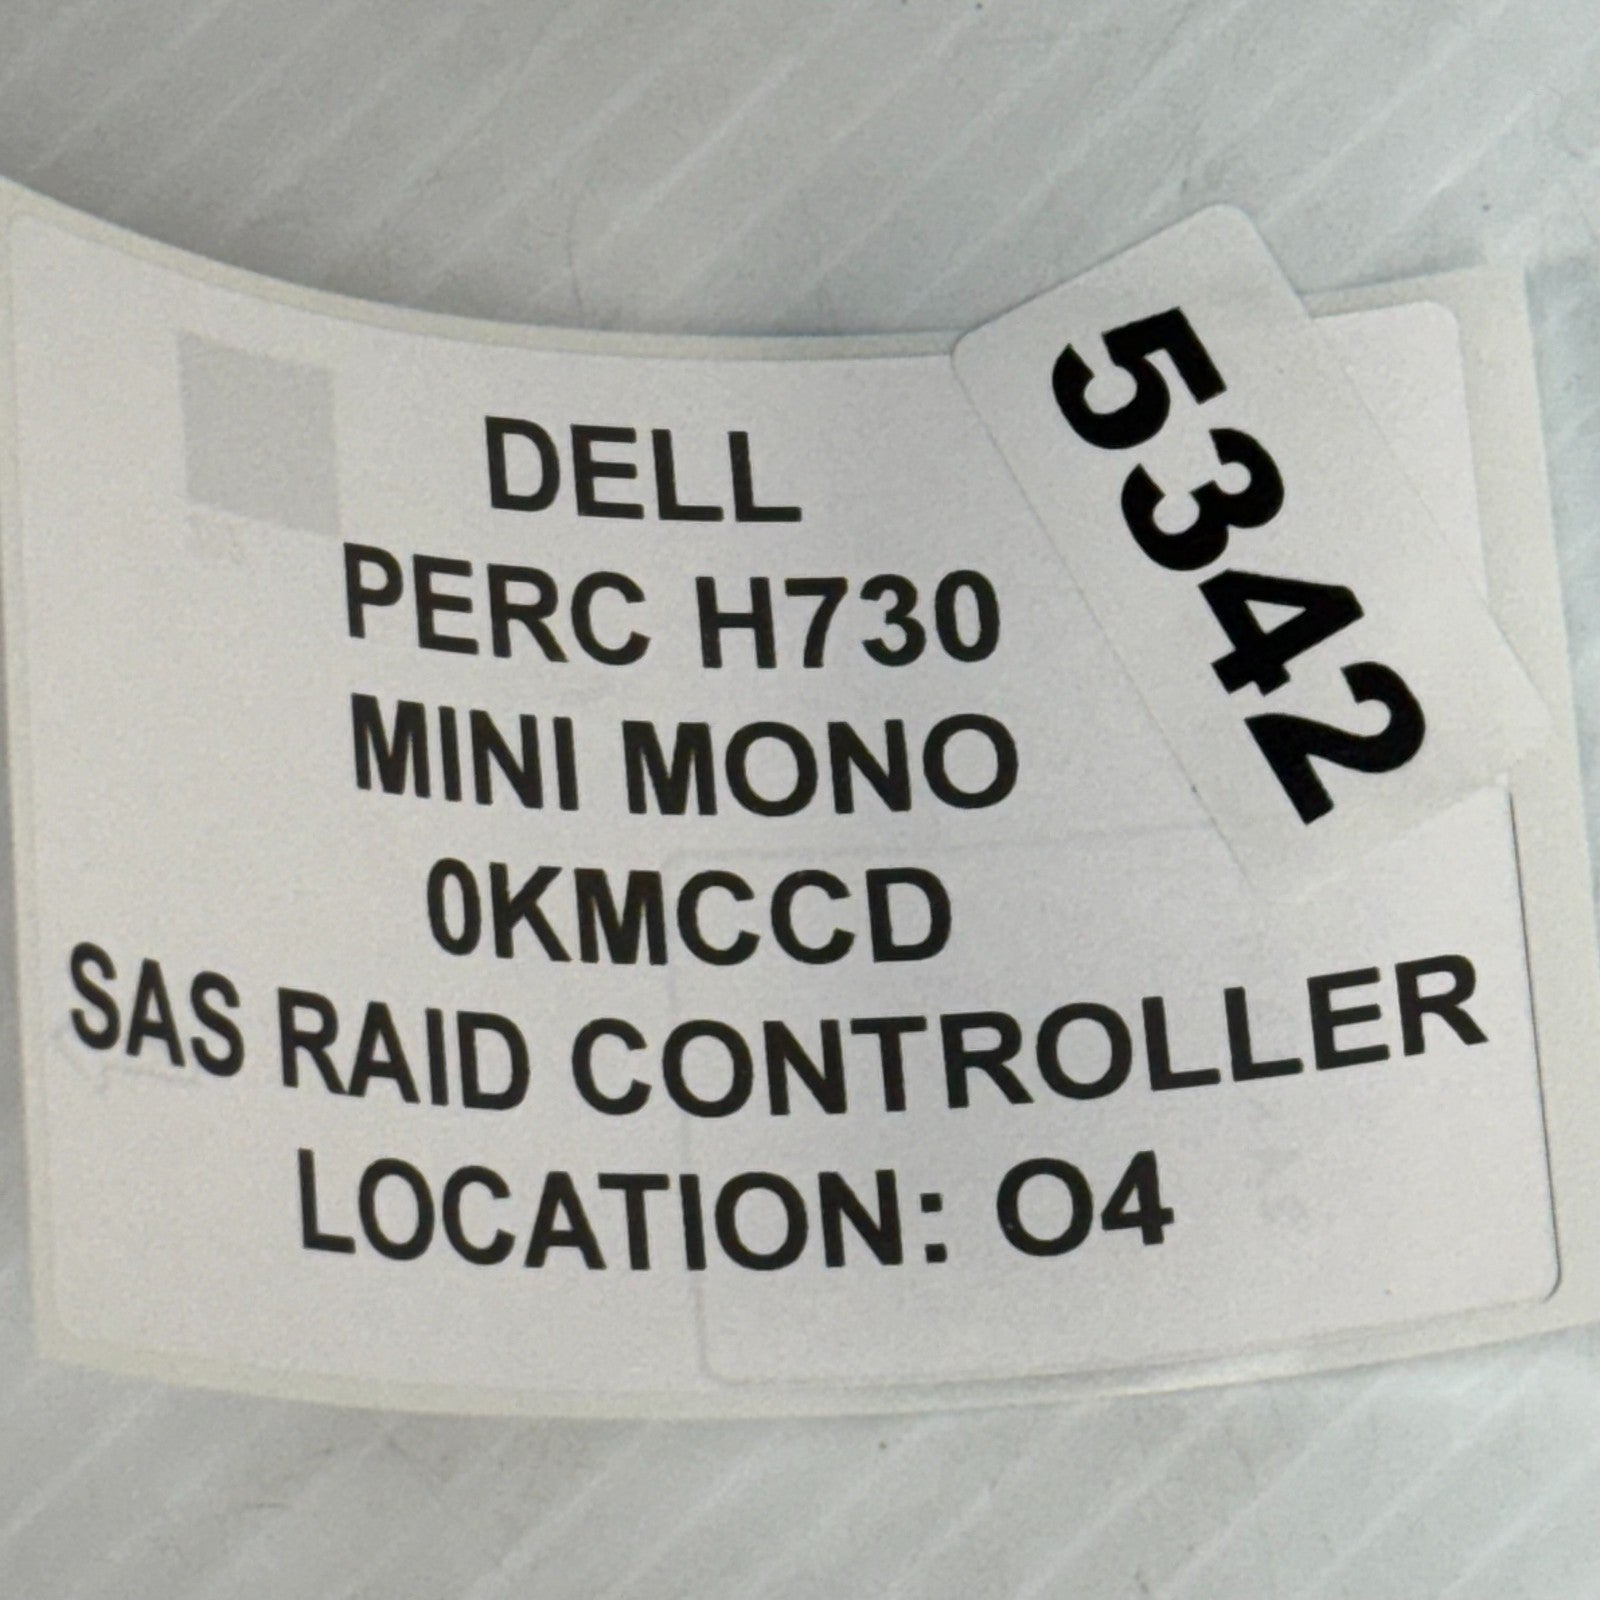 DELL
PERC H730
MINI MONO
0KMCCD
SAS RAID CONTROLLER
LOCATION: O4
5342